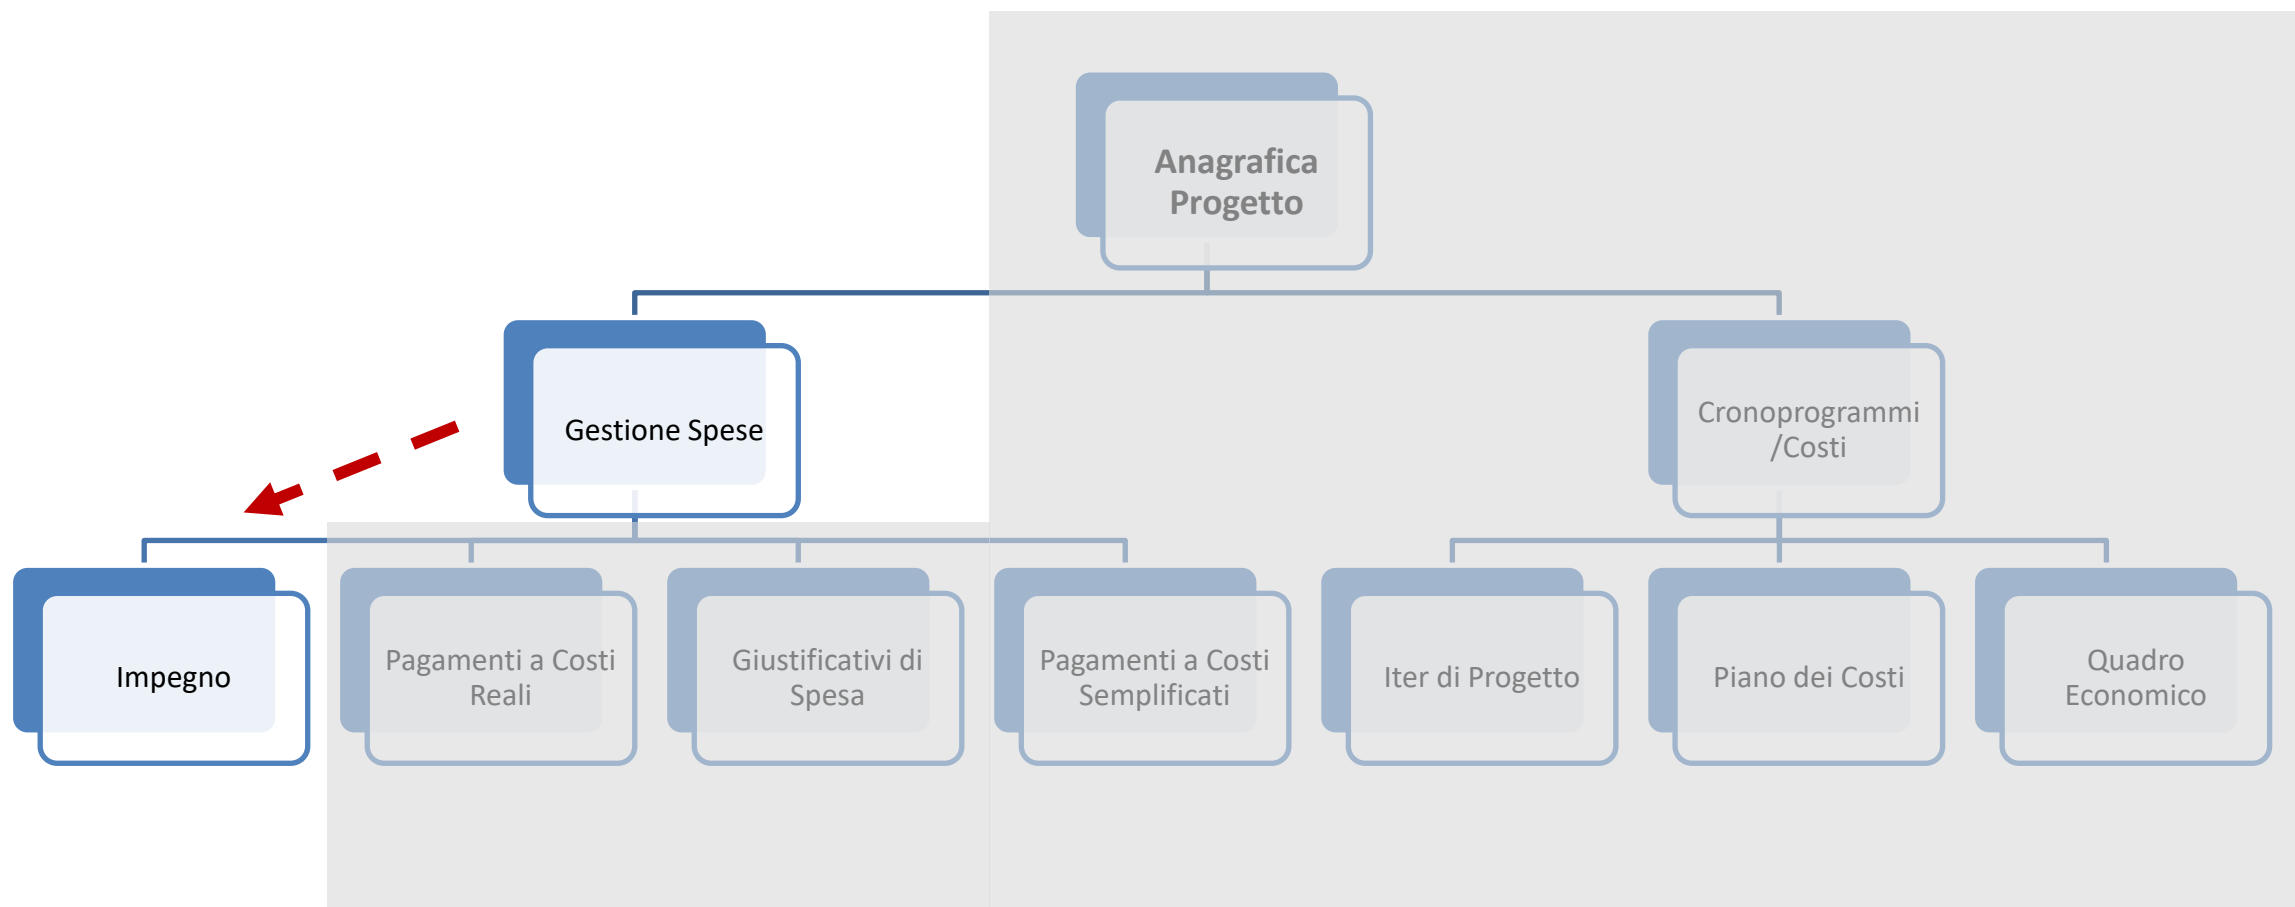 Anagrafica
Progetto
Gestione Spese
Cronoprogrammi
/Costi
Impegno
Pagamenti a Costi
Reali
Giustificativi di
Spesa
Pagamenti a Costi
Semplificati
Iter di Progetto
Piano dei Costi
Quadro
Economico